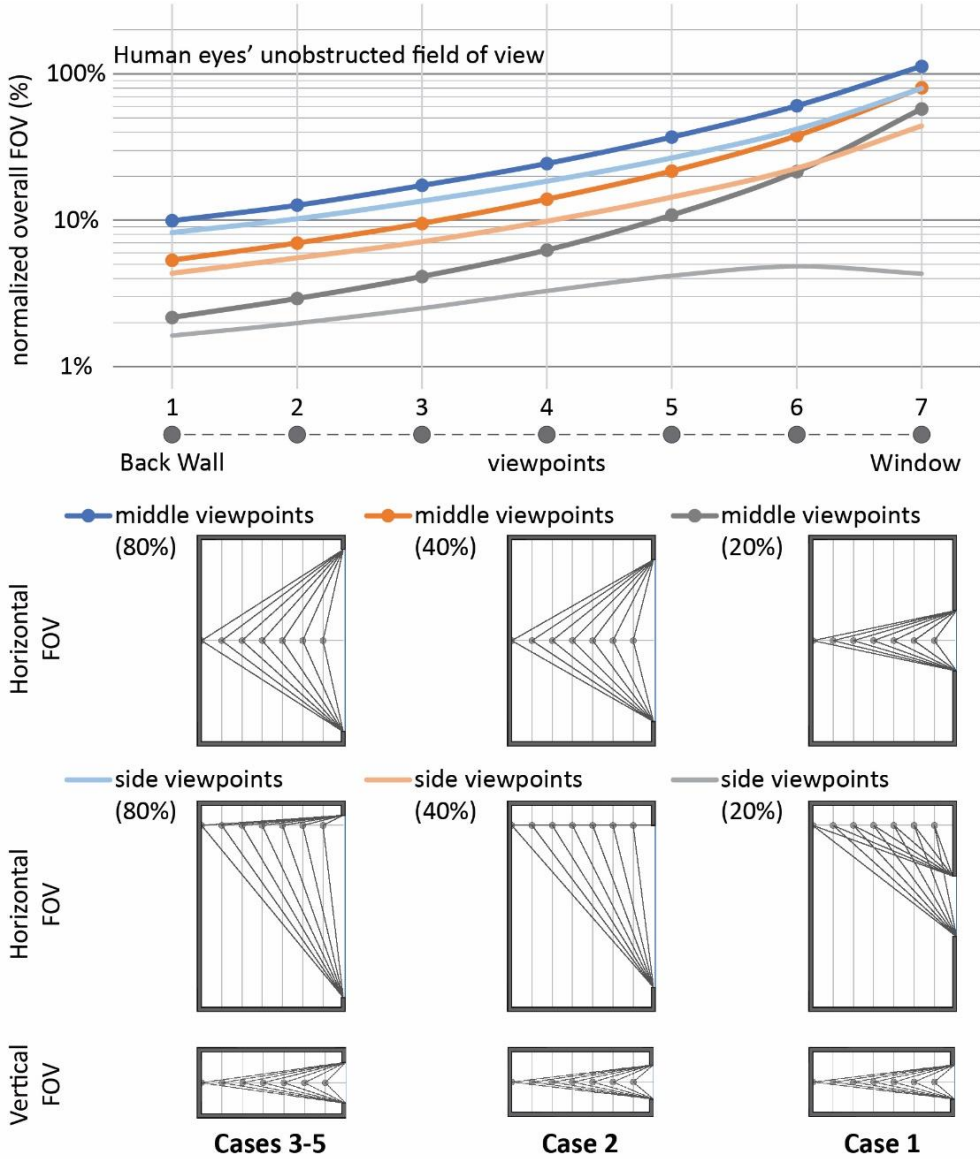 Human eyes' unobstructed field of view
normalized overall FOV (%)
100%
10%
1%
1 2 3 4 5 6 7
Back Wall viewpoints Window
middle viewpoints (80%)
middle viewpoints (40%)
middle viewpoints (20%)
Horizontal FOV
side viewpoints (80%)
side viewpoints (40%)
side viewpoints (20%)
Horizontal FOV
Vertical FOV
Cases 3-5 Case 2 Case 1